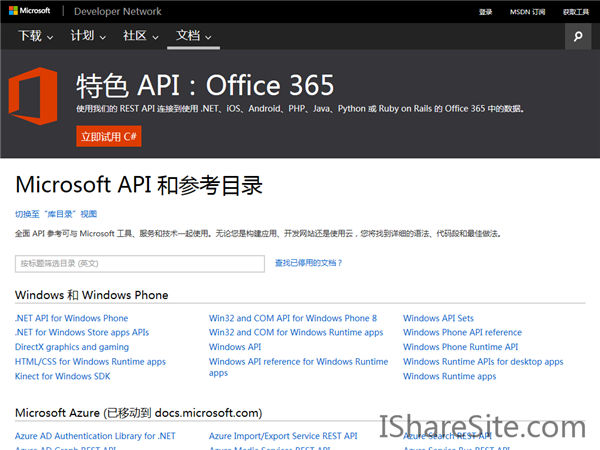 Microsoft | Developer Network 登录 MSDN 订阅 获取工具
下载 计划 社区 文档
特色 API：Office 365
使用我们的 REST API 连接到使用 .NET、iOS、Android、PHP、Java、Python 或 Ruby on Rails 的 Office 365 中的数据。
立即试用 C#
Microsoft API 和参考目录
切换至“库目录”视图
全面 API 参考可与 Microsoft 工具、服务和技术一起使用。无论您是构建应用、开发网站还是使用云，您将找到详细的语法、代码段和最佳做法。
按标题筛选目录 (英文) 查找已停用的文档？
Windows 和 Windows Phone
.NET API for Windows Phone Win32 and COM API for Windows Phone 8 Windows API Sets
.NET for Windows Store apps APIs Win32 and COM for Windows Runtime apps Windows Phone API reference
DirectX graphics and gaming Windows API Windows Phone Runtime API
HTML/CSS for Windows Runtime apps Windows API reference for Windows Runtime apps Windows Runtime APIs for desktop apps
Kinect for Windows SDK Windows Runtime apps
Microsoft Azure (已移动到 docs.microsoft.com)
Azure AD Authentication Library for .NET Azure Import/Export Service REST API Azure Search REST API
Azure AD Graph REST API Azure Media Services REST API Azure Service Bus REST API
IShareSite.com